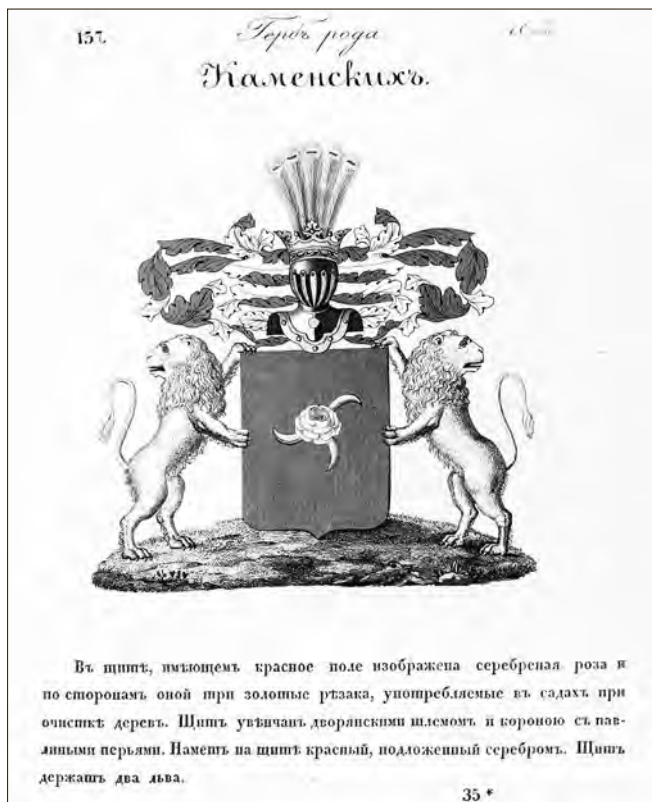 157.
Гербъ рода
Каменскихъ.
Въ щитѣ, имѣющемъ красное поле изображена серебреная роза и
по сторонамъ оной три золотые рѣзака, употребляемые въ садахъ при
очисткѣ деревъ. Щитъ увѣнчанъ дворянскими шлемомъ и короною съ пав-
лиными перьями. Наметъ на щитѣ красный, подложенный серебромъ. Щитъ
держатъ два льва.
35 *